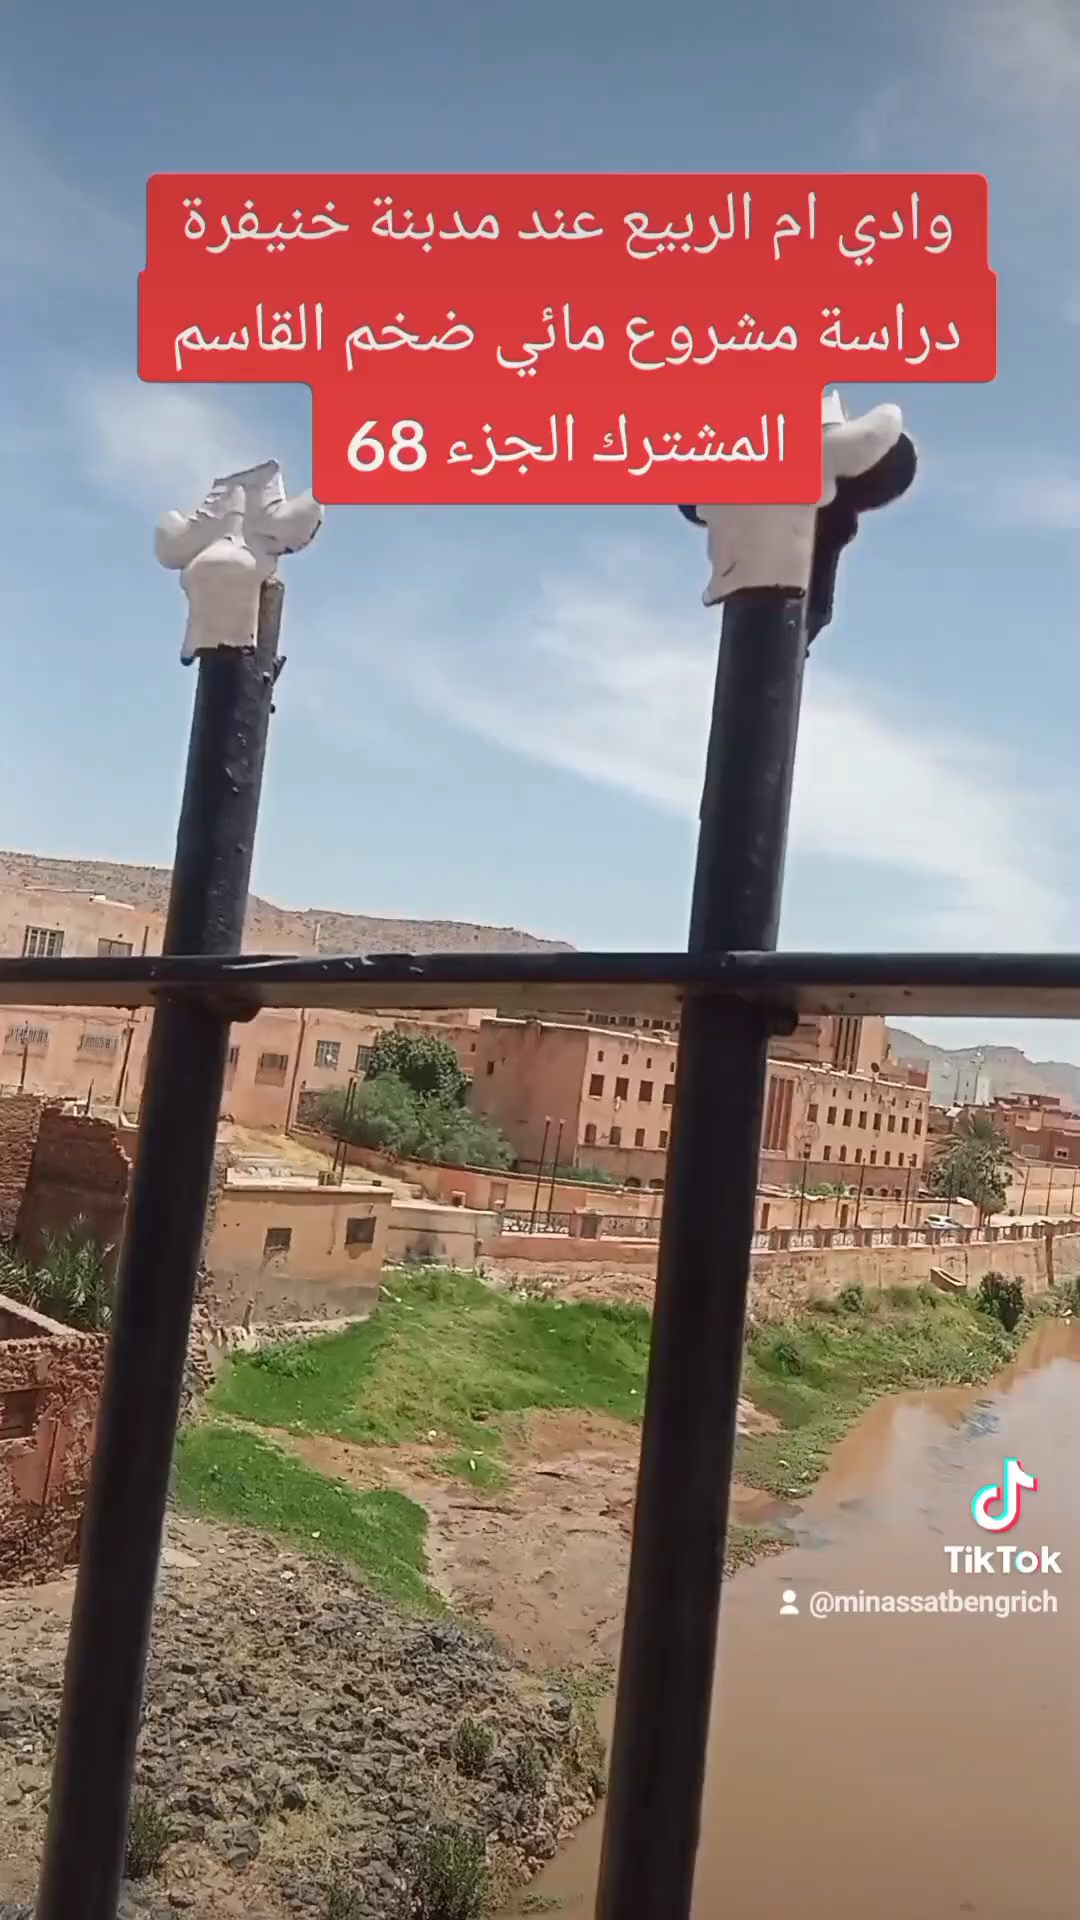 وادي ام الربيع عند مدبنة خنيفرة
دراسة مشروع مائي ضخم القاسم
المشترك الجزء 68
TikTok
@minassatbengrich